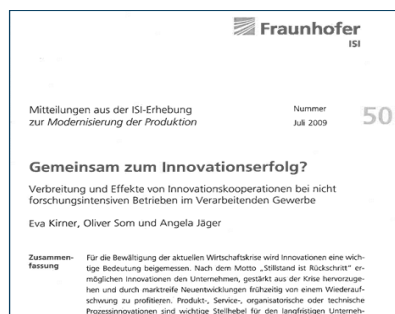 Fraunhofer
ISI
Mitteilungen aus der ISI-Erhebung
zur Modernisierung der Produktion
Nummer
Juli 2009
50
Gemeinsam zum Innovationserfolg?
Verbreitung und Effekte von Innovationskooperationen bei nicht
forschungsintensiven Betrieben im Verarbeitenden Gewerbe
Eva Kirner, Oliver Som und Angela Jäger
Zusammen-
fassung
Für die Bewältigung der aktuellen Wirtschaftskrise wird Innovationen eine wich-
tige Bedeutung beigemessen. Nach dem Motto „Stillstand ist Rückschritt" er-
möglichen Innovationen den Unternehmen, gestärkt aus der Krise hervorzuge-
hen und durch marktreife Neuentwicklungen frühzeitig von einem Wiederauf-
schwung zu profitieren. Produkt-, Service-, organisatorische oder technische
Prozessinnovationen sind wichtige Stellhebel für den langfristigen Unterneh-